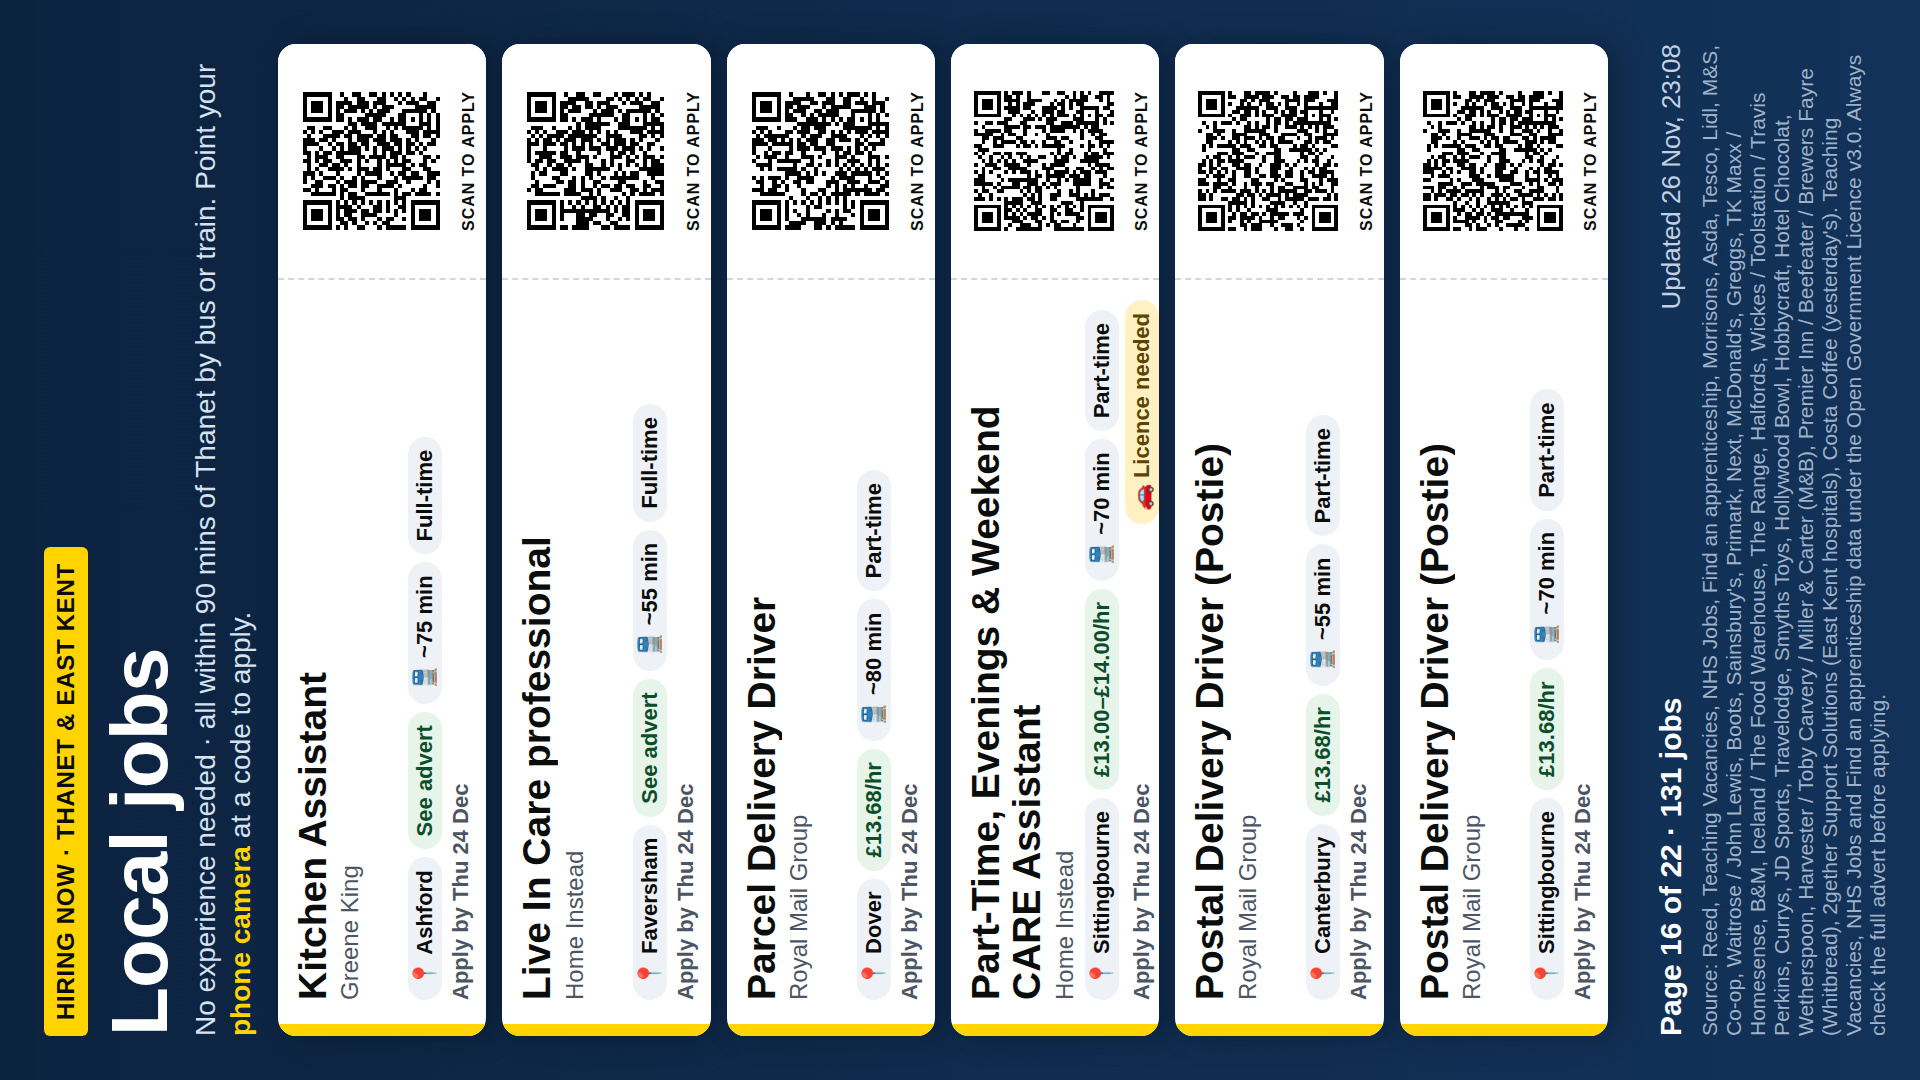 HIRING NOW · THANET & EAST KENT
Local jobs
No experience needed · all within 90 mins of Thanet by bus or train. Point your
phone camera at a code to apply.
Kitchen Assistant
Greene King
📍 Ashford
See advert
🚆 ~75 min
Full-time
Apply by Thu 24 Dec
SCAN TO APPLY
Live In Care professional
Home Instead
📍 Faversham
See advert
🚆 ~55 min
Full-time
Apply by Thu 24 Dec
SCAN TO APPLY
Parcel Delivery Driver
Royal Mail Group
📍 Dover
£13.68/hr
🚆 ~80 min
Part-time
Apply by Thu 24 Dec
SCAN TO APPLY
Part-Time, Evenings & Weekend
CARE Assistant
Home Instead
📍 Sittingbourne
£13.00–£14.00/hr
🚆 ~70 min
Part-time
Apply by Thu 24 Dec
🚗 Licence needed
SCAN TO APPLY
Postal Delivery Driver (Postie)
Royal Mail Group
📍 Canterbury
£13.68/hr
🚆 ~55 min
Part-time
Apply by Thu 24 Dec
SCAN TO APPLY
Postal Delivery Driver (Postie)
Royal Mail Group
📍 Sittingbourne
£13.68/hr
🚆 ~70 min
Part-time
Apply by Thu 24 Dec
SCAN TO APPLY
Page 16 of 22 · 131 jobs
Updated 26 Nov, 23:08
Source: Reed, Teaching Vacancies, NHS Jobs, Find an apprenticeship, Morrisons, Asda, Tesco, Lidl, M&S,
Co-op, Waitrose / John Lewis, Boots, Sainsbury's, Primark, Next, McDonald's, Greggs, TK Maxx /
Homesense, B&M, Iceland / The Food Warehouse, The Range, Halfords, Wickes / Toolstation / Travis
Perkins, Currys, JD Sports, Travelodge, Smyths Toys, Hollywood Bowl, Hobbycraft, Hotel Chocolat,
Wetherspoon, Harvester / Toby Carvery / Miller & Carter (M&B), Premier Inn / Beefeater / Brewers Fayre
(Whitbread), 2gether Support Solutions (East Kent hospitals), Costa Coffee (yesterday's). Teaching
Vacancies, NHS Jobs and Find an apprenticeship data under the Open Government Licence v3.0. Always
check the full advert before applying.